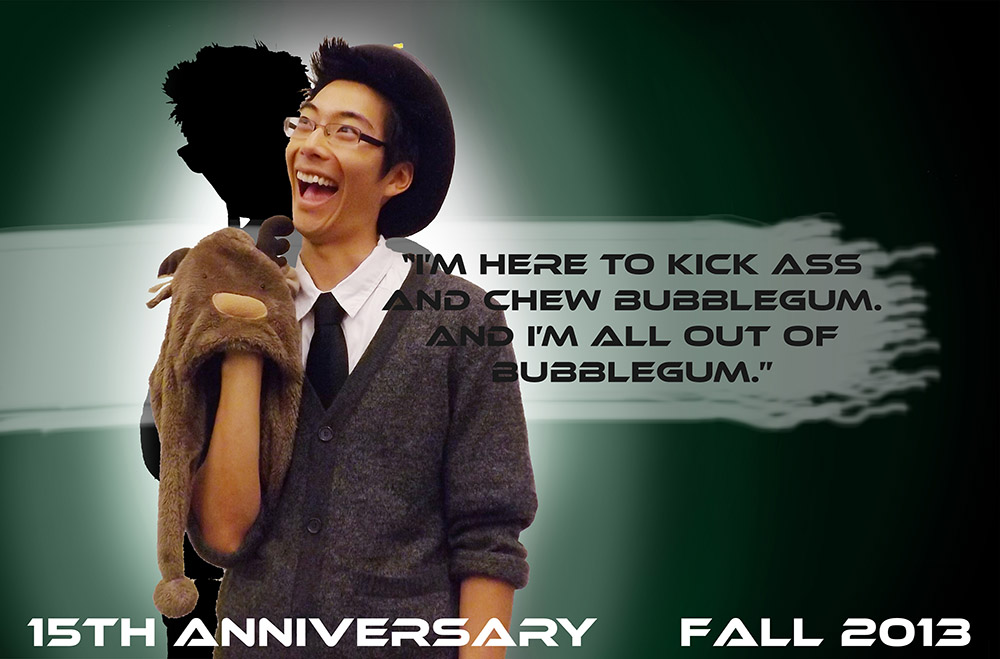 "I'M HERE TO KICK ASS
AND CHEW BUBBLEGUM.
AND I'M ALL OUT OF
BUBBLEGUM."
15TH ANNIVERSARY FALL 2013